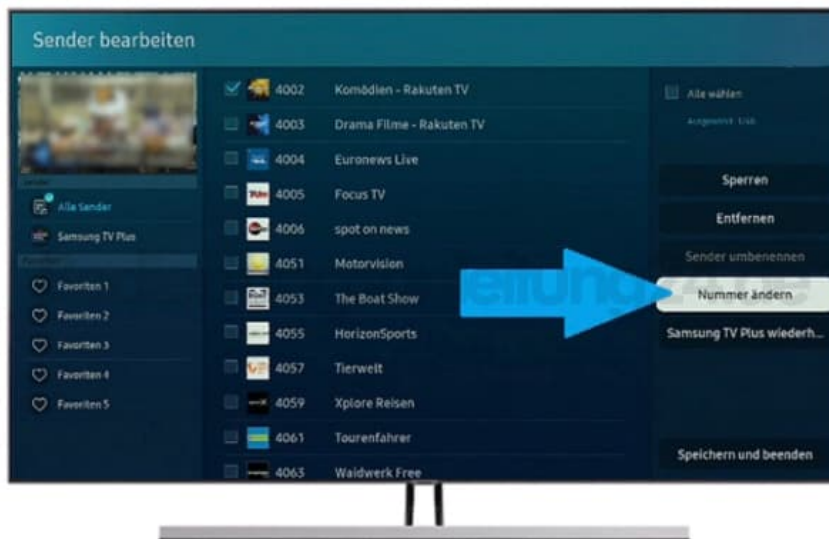 Sender bearbeiten
4002 Komödien - Rakuten TV
4003 Drama Filme - Rakuten TV
4004 Euronews Live
4005 Focus TV
4006 spot on news
4051 Motorvision
4053 The Boat Show
4055 HorizonSports
4057 Tierwelt
4059 Xplore Reisen
4061 Tourenfahrer
4063 Waidwerk Free
Alle Sender
Samsung TV Plus
Favoriten 1
Favoriten 2
Favoriten 3
Favoriten 4
Favoriten 5
Alle wählen
Sperren
Entfernen
Sender umbenennen
Nummer ändern
Samsung TV Plus wiederh...
Speichern und beenden